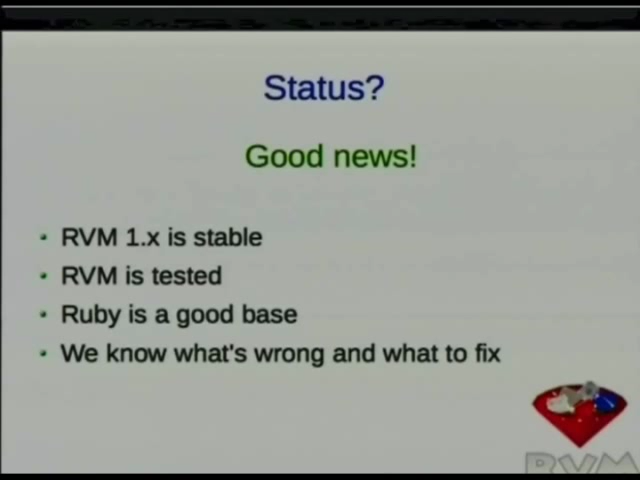 Status?
Good news!
• RVM 1.x is stable
• RVM is tested
• Ruby is a good base
• We know what's wrong and what to fix
RVM